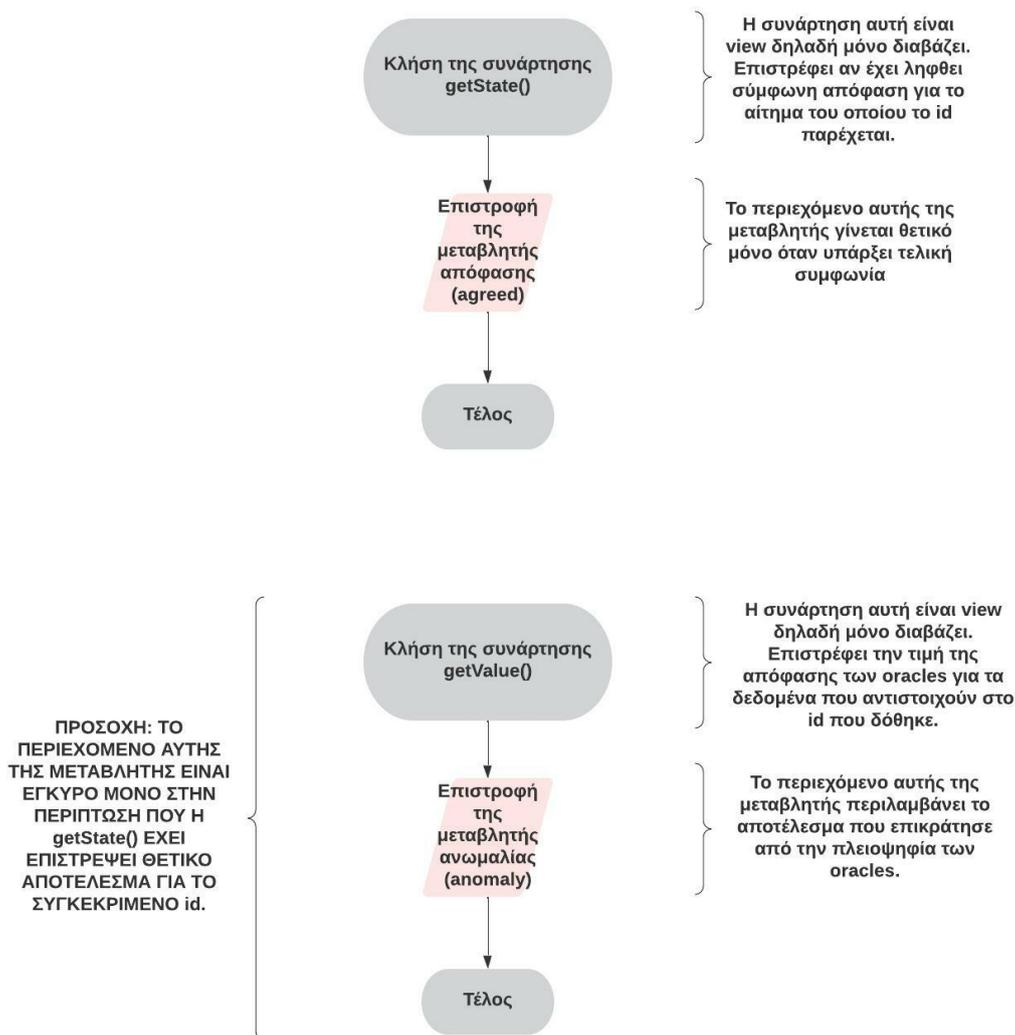 Κλήση της συνάρτησης
getState()
Η συνάρτηση αυτή είναι
view δηλαδή μόνο διαβάζει.
Επιστρέφει αν έχει ληφθει
σύμφωνη απόφαση για το
αίτημα του οποίου το id
παρέχεται.
Επιστροφή
της
μεταβλητής
απόφασης
(agreed)
Το περιεχόμενο αυτής της
μεταβλητής γίνεται θετικό
μόνο όταν υπάρξει τελική
συμφωνία
Τέλος
Κλήση της συνάρτησης
getValue()
Η συνάρτηση αυτή είναι view
δηλαδή μόνο διαβάζει.
Επιστρέφει την τιμή της
απόφασης των oracles για τα
δεδομένα που αντιστοιχούν στο
id που δόθηκε.
ΠΡΟΣΟΧΗ: ΤΟ
ΠΕΡΙΕΧΟΜΕΝΟ ΑΥΤΗΣ
ΤΗΣ ΜΕΤΑΒΛΗΤΗΣ ΕΙΝΑΙ
ΕΓΚΥΡΟ ΜΟΝΟ ΣΤΗΝ
ΠΕΡΙΠΤΩΣΗ ΠΟΥ Η
getState() ΕΧΕΙ
ΕΠΙΣΤΡΕΨΕΙ ΘΕΤΙΚΟ
ΑΠΟΤΕΛΕΣΜΑ ΓΙΑ ΤΟ
ΣΥΓΚΕΚΡΙΜΕΝΟ id.
Επιστροφή
της
μεταβλητής
ανωμαλίας
(anomaly)
Το περιεχόμενο αυτής της
μεταβλητής περιλαμβάνει το
αποτέλεσμα που επικράτησε
από την πλειοψηφία των
oracles.
Τέλος